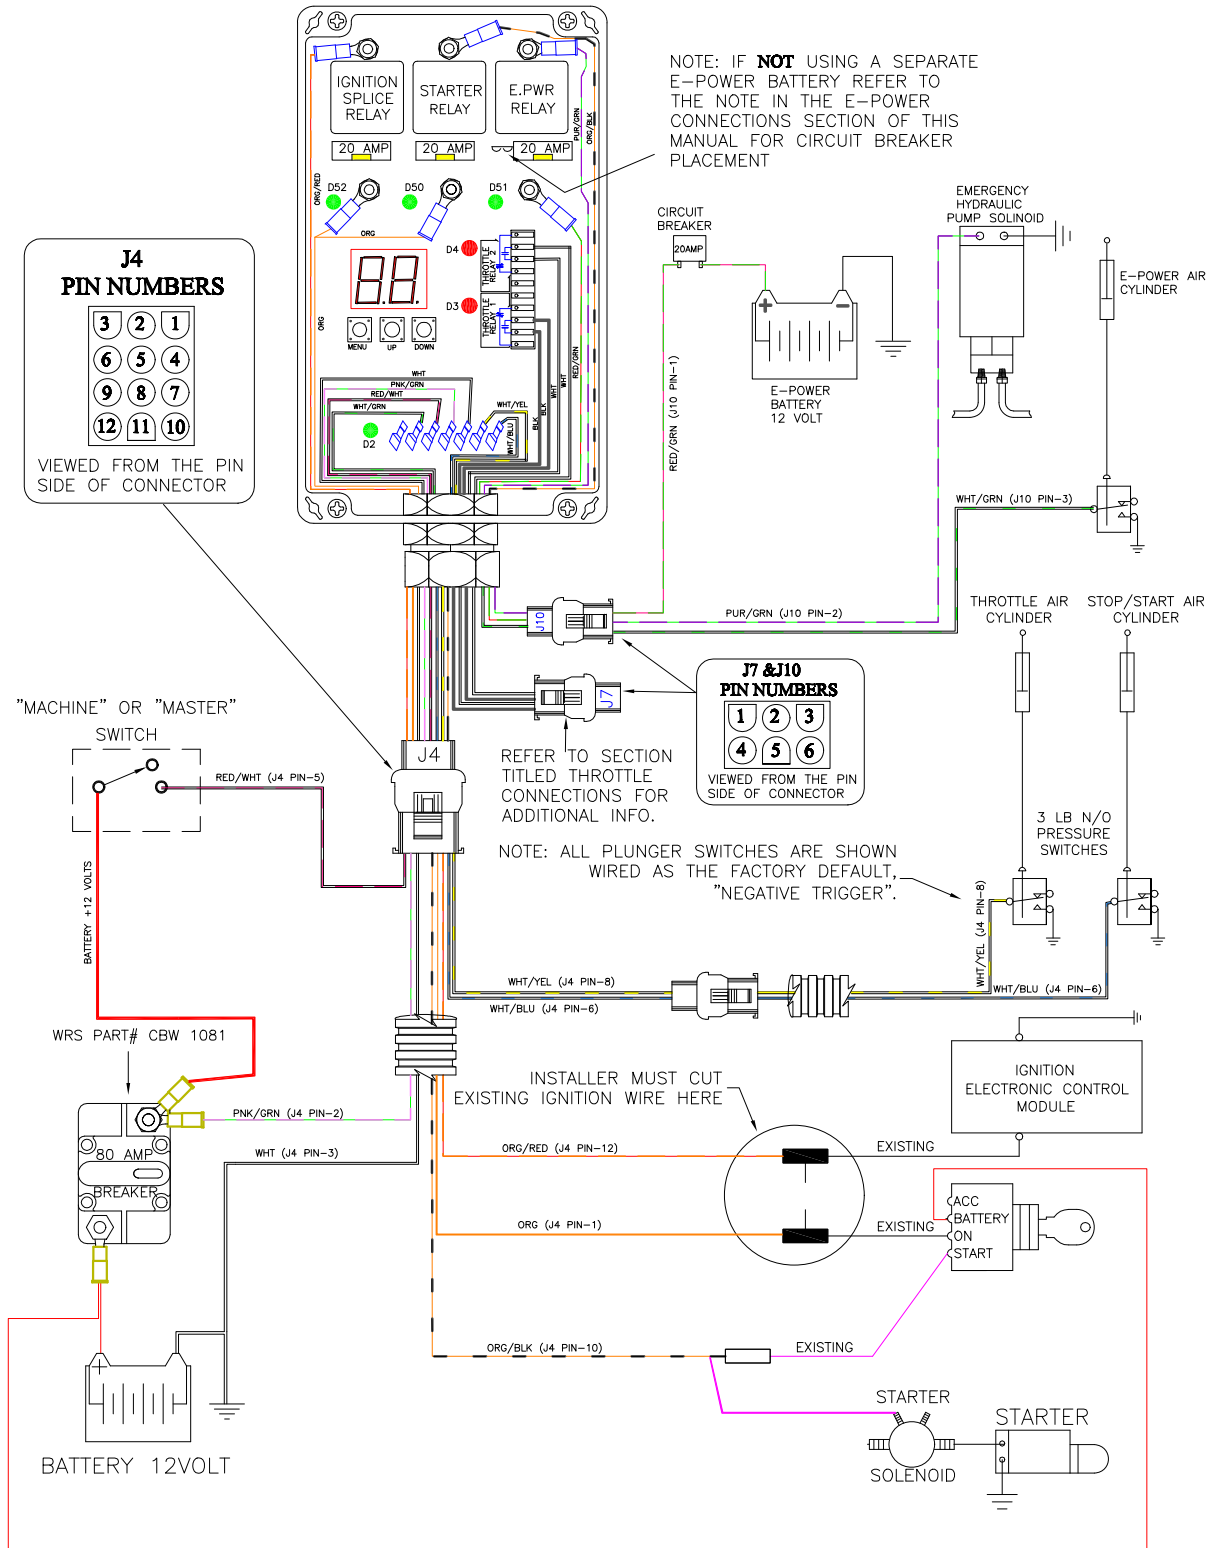 IGNITION
SPLICE
RELAY
STARTER
RELAY
E.PWR
RELAY
20 AMP
20 AMP
20 AMP
PUR/GRN
ORG/BLK
ORG/RED
D52
D50
D51
ORG
ORG
D4
D3
THROTTLE
RELAY 2
THROTTLE
RELAY 1
MENU
UP
DOWN
RED/GRN
WHT
PNK/GRN
RED/WHT
WHT/GRN
WHT/YEL
WHT/BLU
BLK
BLK
WHT
WHT
D2
NOTE: IF NOT USING A SEPARATE
E-POWER BATTERY REFER TO
THE NOTE IN THE E-POWER
CONNECTIONS SECTION OF THIS
MANUAL FOR CIRCUIT BREAKER
PLACEMENT
CIRCUIT
BREAKER
20AMP
RED/GRN (J10 PIN-1)
+
-
E-POWER
BATTERY
12 VOLT
EMERGENCY
HYDRAULIC
PUMP SOLINOID
E-POWER AIR
CYLINDER
WHT/GRN (J10 PIN-3)
J4
PIN NUMBERS
3 2 1
6 5 4
9 8 7
12 11 10
VIEWED FROM THE PIN
SIDE OF CONNECTOR
J10
PUR/GRN (J10 PIN-2)
THROTTLE AIR
CYLINDER
STOP/START AIR
CYLINDER
J7 &J10
PIN NUMBERS
1 2 3
4 5 6
VIEWED FROM THE PIN
SIDE OF CONNECTOR
J7
REFER TO SECTION
TITLED THROTTLE
CONNECTIONS FOR
ADDITIONAL INFO.
"MACHINE" OR "MASTER"
SWITCH
RED/WHT (J4 PIN-5)
J4
BATTERY +12 VOLTS
3 LB N/O
PRESSURE
SWITCHES
NOTE: ALL PLUNGER SWITCHES ARE SHOWN
WIRED AS THE FACTORY DEFAULT,
"NEGATIVE TRIGGER".
WHT/YEL (J4 PIN-8)
WHT/YEL (J4 PIN-8)
WHT/BLU (J4 PIN-6)
WHT/BLU (J4 PIN-6)
WRS PART# CBW 1081
80 AMP
BREAKER
PNK/GRN (J4 PIN-2)
WHT (J4 PIN-3)
INSTALLER MUST CUT
EXISTING IGNITION WIRE HERE
IGNITION
ELECTRONIC CONTROL
MODULE
ORG/RED (J4 PIN-12)
EXISTING
ORG (J4 PIN-1)
EXISTING
ACC
BATTERY
ON
START
ORG/BLK (J4 PIN-10)
EXISTING
+
BATTERY 12VOLT
STARTER
SOLENOID
STARTER